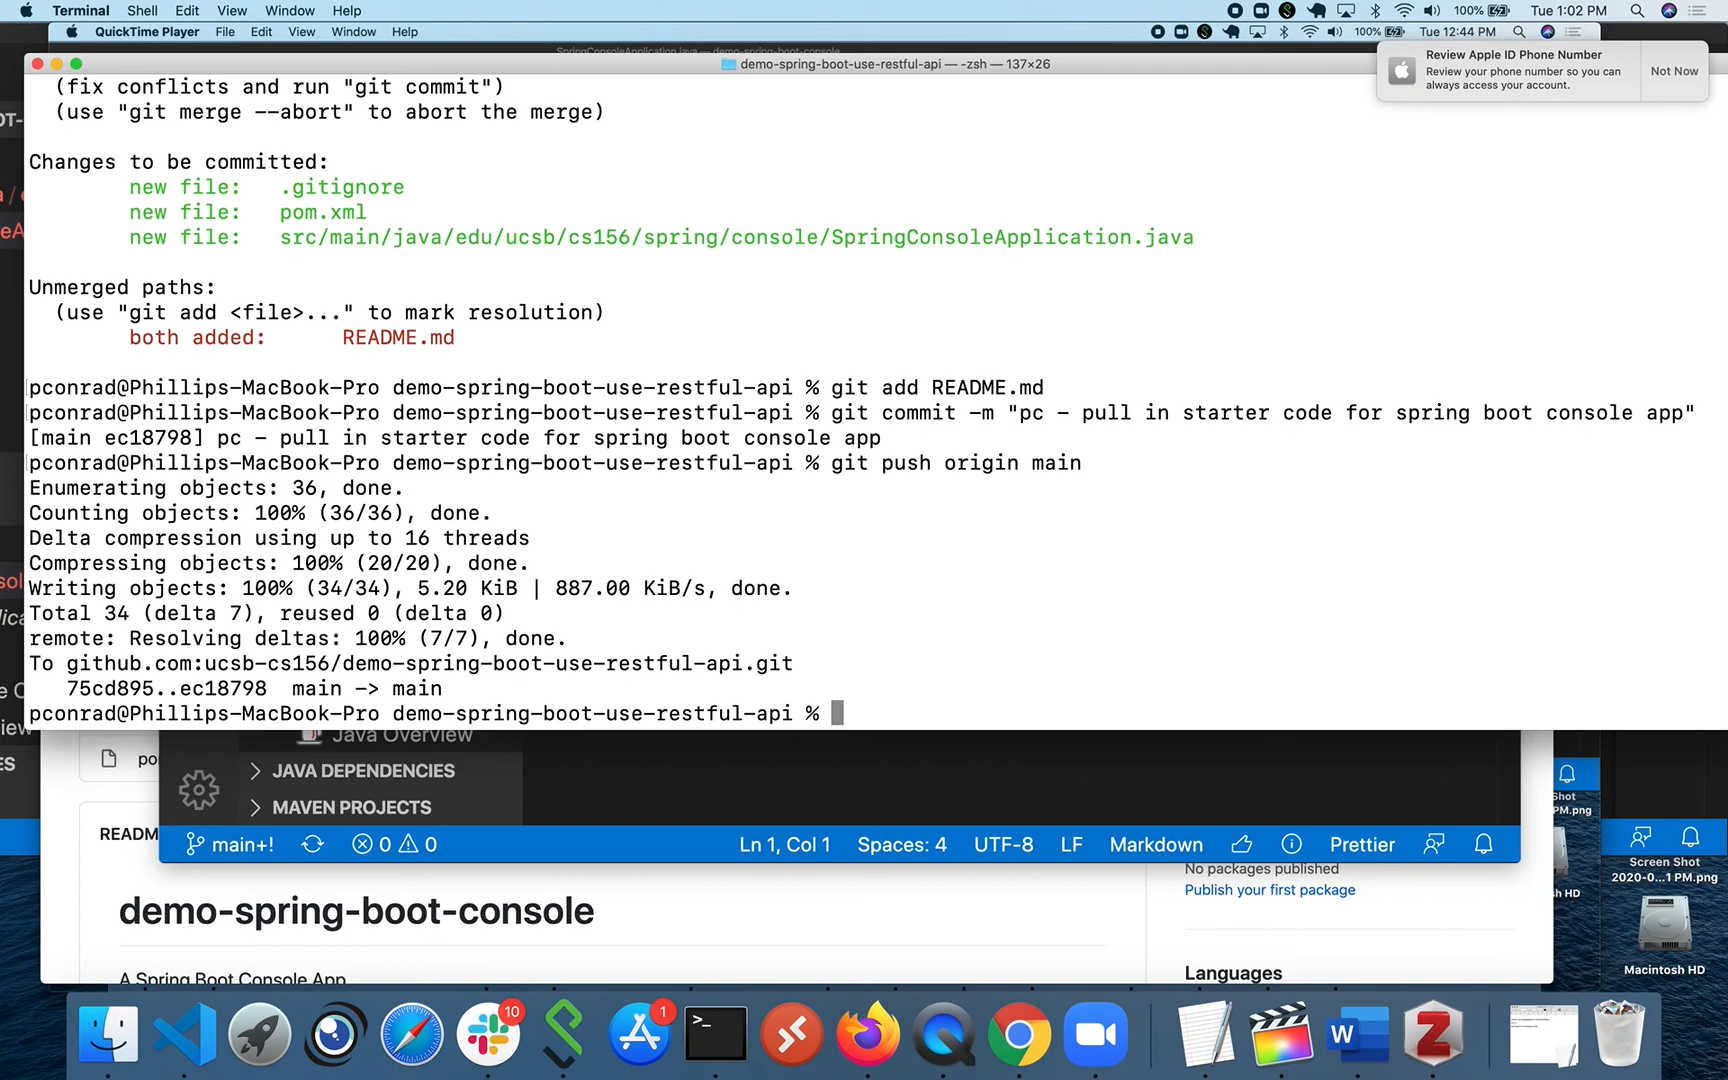 Terminal Shell Edit View Window Help 100% Tue 1:02 PM
QuickTime Player File Edit View Window Help 100% Tue 12:44 PM
SpringConsoleApplication.java — demo-spring-boot-console
demo-spring-boot-use-restful-api — -zsh — 137×26
Review Apple ID Phone Number
Review your phone number so you can
always access your account.
Not Now
(fix conflicts and run "git commit")
(use "git merge --abort" to abort the merge)
Changes to be committed:
new file: .gitignore
new file: pom.xml
new file: src/main/java/edu/ucsb/cs156/spring/console/SpringConsoleApplication.java
Unmerged paths:
(use "git add <file>..." to mark resolution)
both added: README.md
pconrad@Phillips-MacBook-Pro demo-spring-boot-use-restful-api % git add README.md
pconrad@Phillips-MacBook-Pro demo-spring-boot-use-restful-api % git commit -m "pc - pull in starter code for spring boot console app"
[main ec18798] pc - pull in starter code for spring boot console app
pconrad@Phillips-MacBook-Pro demo-spring-boot-use-restful-api % git push origin main
Enumerating objects: 36, done.
Counting objects: 100% (36/36), done.
Delta compression using up to 16 threads
Compressing objects: 100% (20/20), done.
Writing objects: 100% (34/34), 5.20 KiB | 887.00 KiB/s, done.
Total 34 (delta 7), reused 0 (delta 0)
remote: Resolving deltas: 100% (7/7), done.
To github.com:ucsb-cs156/demo-spring-boot-use-restful-api.git
75cd895..ec18798 main -> main
pconrad@Phillips-MacBook-Pro demo-spring-boot-use-restful-api %
Java Overview
po
JAVA DEPENDENCIES
MAVEN PROJECTS
READM
main+! 0 0 Ln 1, Col 1 Spaces: 4 UTF-8 LF Markdown Prettier
Shot
PM.png
Screen Shot
2020-0...1 PM.png
No packages published
Publish your first package
demo-spring-boot-console
A Spring Boot Console App
Languages
Macintosh HD
10
1